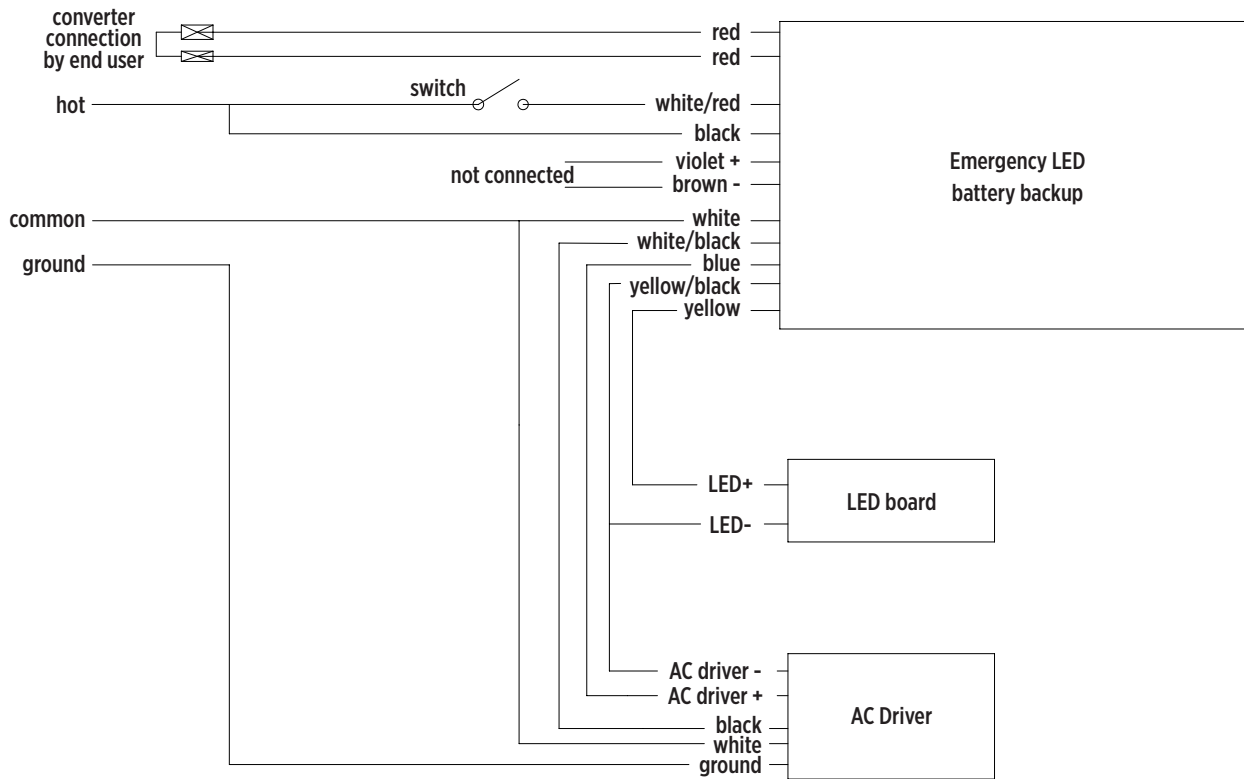 converter
connection
by end user
red
red
hot
switch
white/red
black
not connected
violet +
brown -
Emergency LED
battery backup
common
white
white/black
ground
blue
yellow/black
yellow
LED+
LED board
LED-
AC driver -
AC driver +
AC Driver
black
white
ground